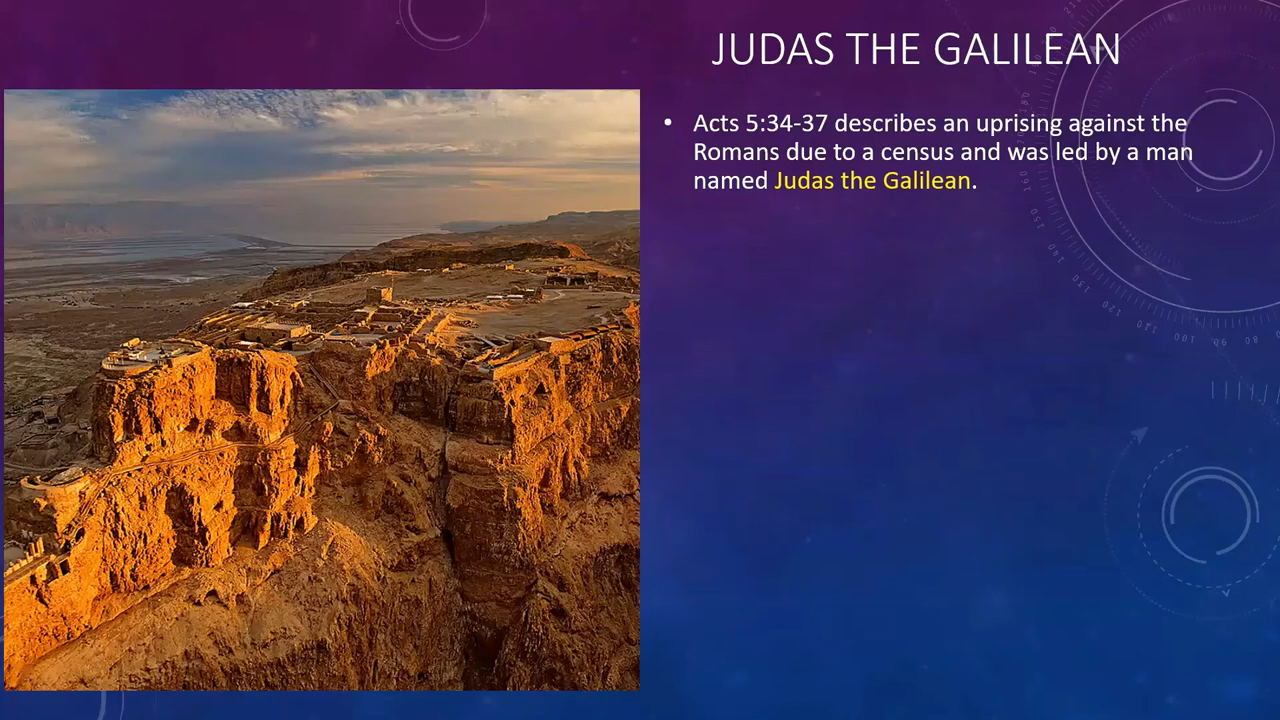 JUDAS THE GALILEAN
• Acts 5:34-37 describes an uprising against the
Romans due to a census and was led by a man
named Judas the Galilean.